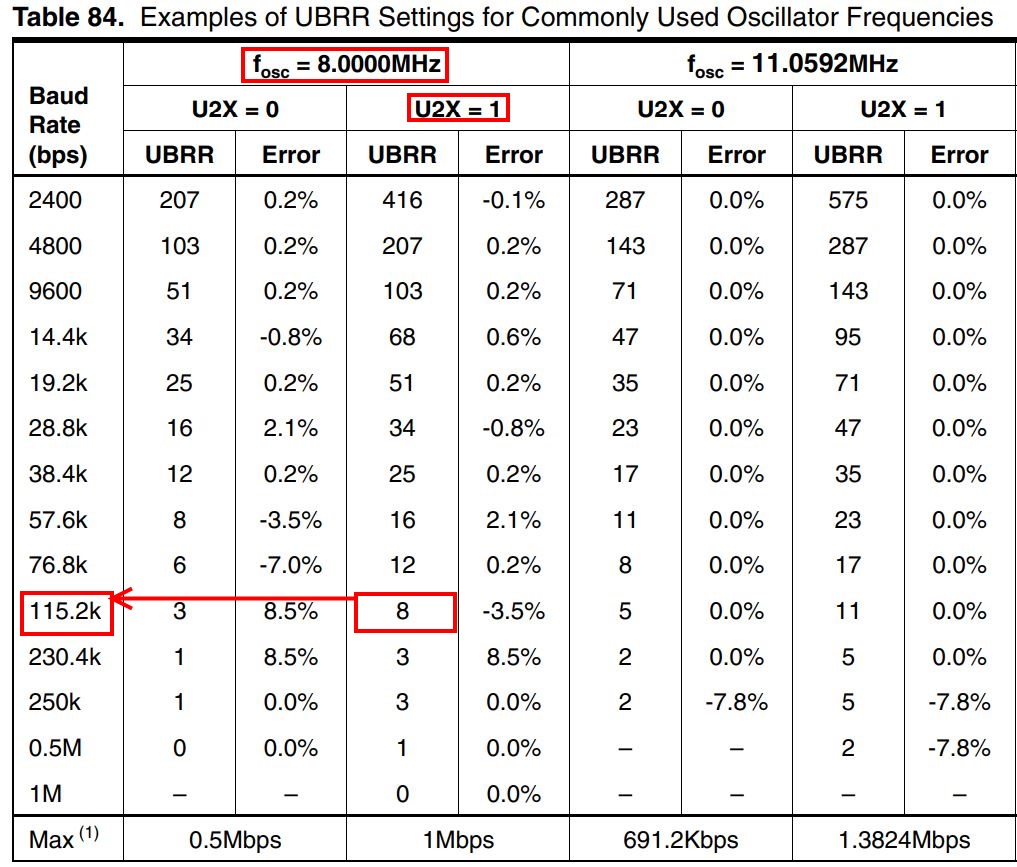 Table 84. Examples of UBRR Settings for Commonly Used Oscillator Frequencies
Baud Rate (bps) fosc = 8.0000MHz fosc = 11.0592MHz
U2X = 0 U2X = 1 U2X = 0 U2X = 1
UBRR Error UBRR Error UBRR Error UBRR Error
2400 207 0.2% 416 -0.1% 287 0.0% 575 0.0%
4800 103 0.2% 207 0.2% 143 0.0% 287 0.0%
9600 51 0.2% 103 0.2% 71 0.0% 143 0.0%
14.4k 34 -0.8% 68 0.6% 47 0.0% 95 0.0%
19.2k 25 0.2% 51 0.2% 35 0.0% 71 0.0%
28.8k 16 2.1% 34 -0.8% 23 0.0% 47 0.0%
38.4k 12 0.2% 25 0.2% 17 0.0% 35 0.0%
57.6k 8 -3.5% 16 2.1% 11 0.0% 23 0.0%
76.8k 6 -7.0% 12 0.2% 8 0.0% 17 0.0%
115.2k 3 8.5% 8 -3.5% 5 0.0% 11 0.0%
230.4k 1 8.5% 3 8.5% 2 0.0% 5 0.0%
250k 1 0.0% 3 0.0% 2 -7.8% 5 -7.8%
0.5M 0 0.0% 1 0.0% – – 2 -7.8%
1M – – 0 0.0% – – – –
Max (1) 0.5Mbps 1Mbps 691.2Kbps 1.3824Mbps